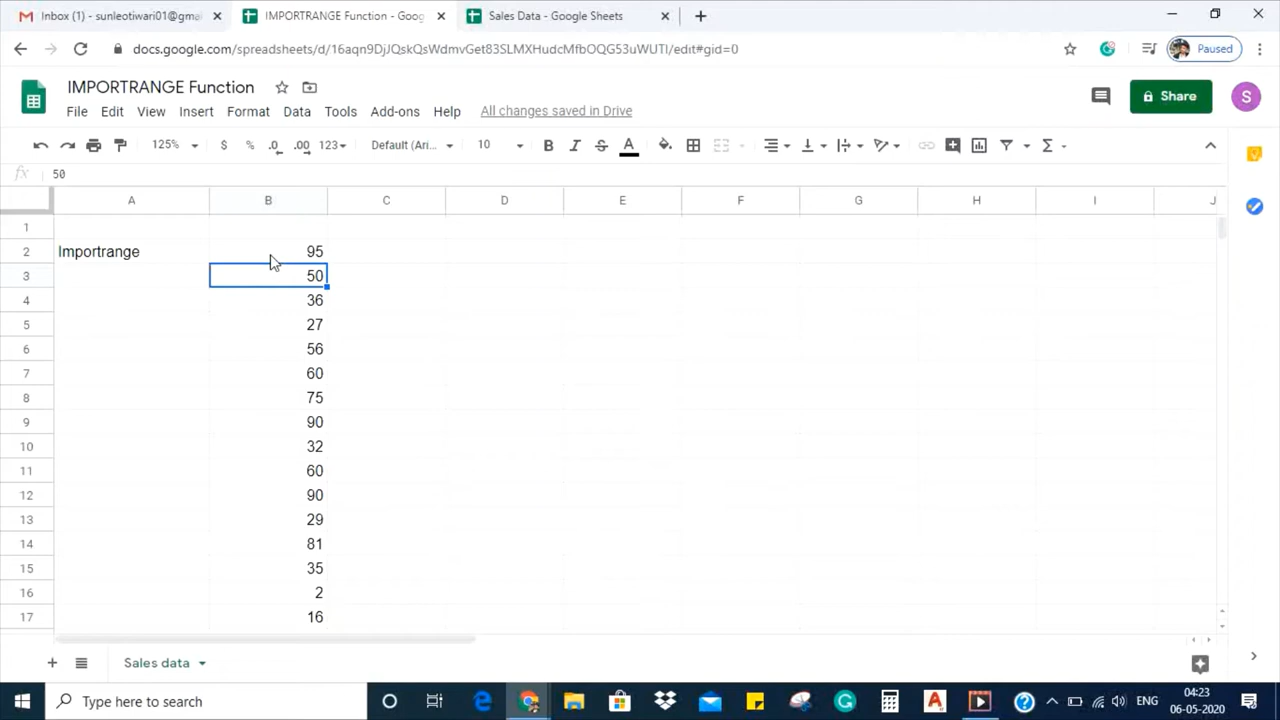 Inbox (1) - sunleotiwari01@gmai
IMPORTRANGE Function - Goog
Sales Data - Google Sheets
docs.google.com/spreadsheets/d/16aqn9DjJQskQsWdmvGet83SLMXHudcMfbOQG53uWUTI/edit#gid=0
Paused
IMPORTRANGE Function
File Edit View Insert Format Data Tools Add-ons Help All changes saved in Drive
Share
S
125% $ % .0 .00 123 Default (Ari... 10 B I S A Σ
fx 50
A B C D E F G H I J
1
2 Importrange 95
3 50
4 36
5 27
6 56
7 60
8 75
9 90
10 32
11 60
12 90
13 29
14 81
15 35
16 2
17 16
+ Sales data
Type here to search
ENG
04:23
06-05-2020